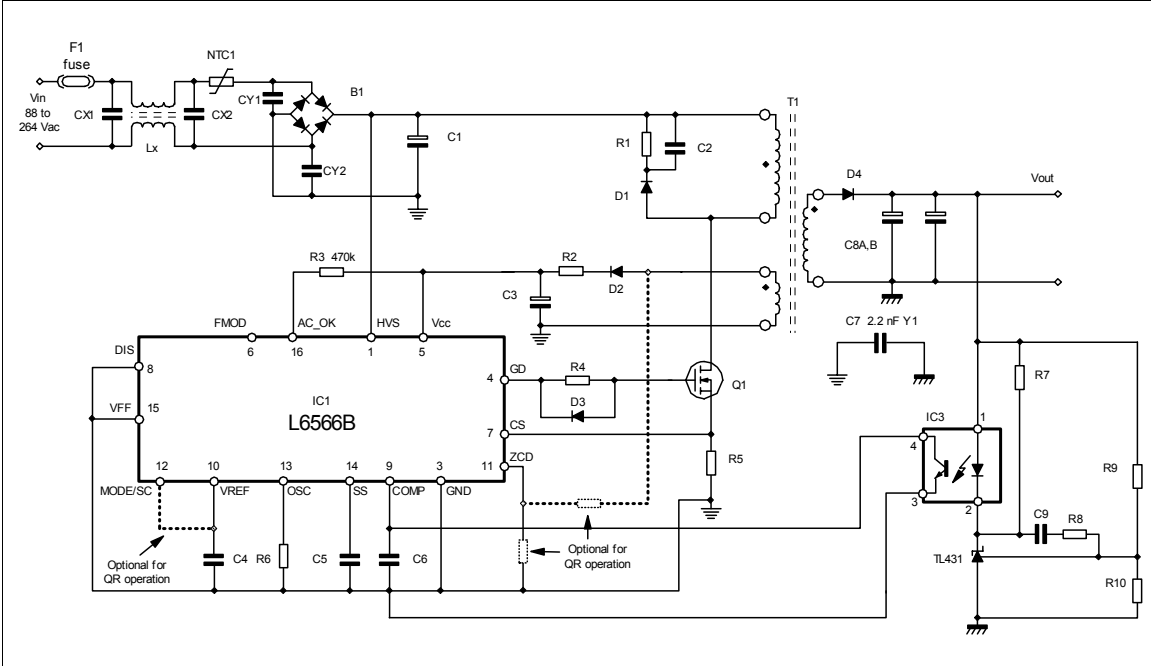 F1
fuse
NTC1
Vin
88 to
264 Vac
CX1
Lx
CX2
CY1
B1
CY2
C1
R1
C2
D1
T1
D4
Vout
C8A,B
R3 470k
R2
D2
C3
C7 2.2 nF Y1
FMOD
AC_OK
HVS
Vcc
6
16
1
5
DIS
8
VFF
15
IC1
L6566B
4
GD
R4
D3
Q1
7
CS
R5
11
ZCD
12
10
13
14
9
3
MODE/SC
VREF
OSC
SS
COMP
GND
Optional for
QR operation
C4
R6
C5
C6
Optional for
QR operation
IC3
1
4
3
2
R7
R9
C9
R8
TL431
R10